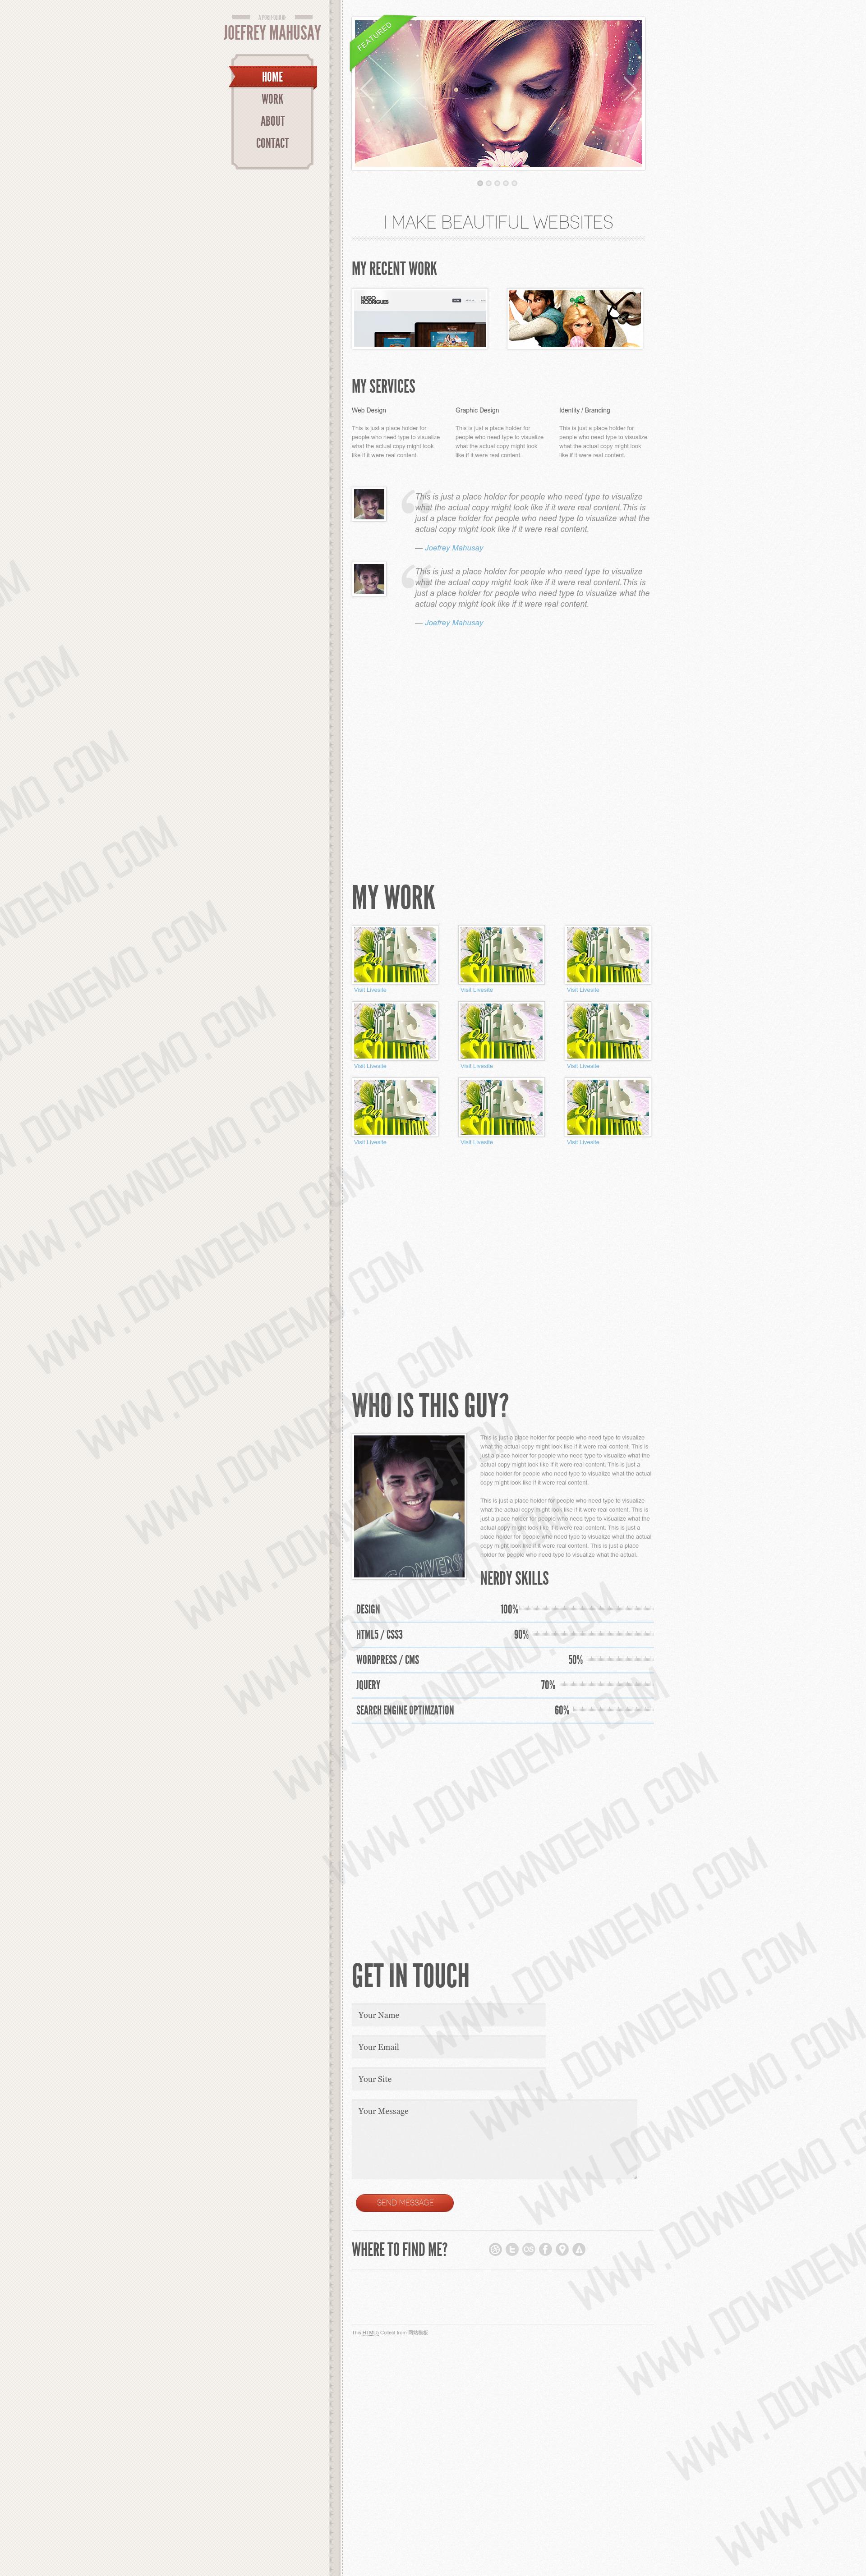 A PORTFOLIO OF
JOEFREY MAHUSAY
HOME
WORK
ABOUT
CONTACT
FEATURED
I MAKE BEAUTIFUL WEBSITES
MY RECENT WORK
HUGO
RODRIGUES
MY SERVICES
Web Design
This is just a place holder for
people who need type to visualize
what the actual copy might look
like if it were real content.
Graphic Design
This is just a place holder for
people who need type to visualize
what the actual copy might look
like if it were real content.
Identity / Branding
This is just a place holder for
people who need type to visualize
what the actual copy might look
like if it were real content.
This is just a place holder for people who need type to visualize
what the actual copy might look like if it were real content.This is
just a place holder for people who need type to visualize what the
actual copy might look like if it were real content.
— Joefrey Mahusay
This is just a place holder for people who need type to visualize
what the actual copy might look like if it were real content.This is
just a place holder for people who need type to visualize what the
actual copy might look like if it were real content.
— Joefrey Mahusay
MY WORK
Visit Livesite
Visit Livesite
Visit Livesite
Visit Livesite
Visit Livesite
Visit Livesite
Visit Livesite
Visit Livesite
Visit Livesite
WHO IS THIS GUY?
This is just a place holder for people who need type to visualize
what the actual copy might look like if it were real content. This is
just a place holder for people who need type to visualize what the
actual copy might look like if it were real content. This is just a
place holder for people who need type to visualize what the actual
copy might look like if it were real content.
This is just a place holder for people who need type to visualize
what the actual copy might look like if it were real content. This is
just a place holder for people who need type to visualize what the
actual copy might look like if it were real content. This is just a
place holder for people who need type to visualize what the actual
copy might look like if it were real content. This is just a place
holder for people who need type to visualize what the actual.
NERDY SKILLS
DESIGN 100%
HTML5 / CSS3 90%
WORDPRESS / CMS 50%
JQUERY 70%
SEARCH ENGINE OPTIMZATION 60%
GET IN TOUCH
Your Name
Your Email
Your Site
Your Message
SEND MESSAGE
WHERE TO FIND ME?
This HTML5 Collect from 网站模板
WWW.DOWNDEMO.COM